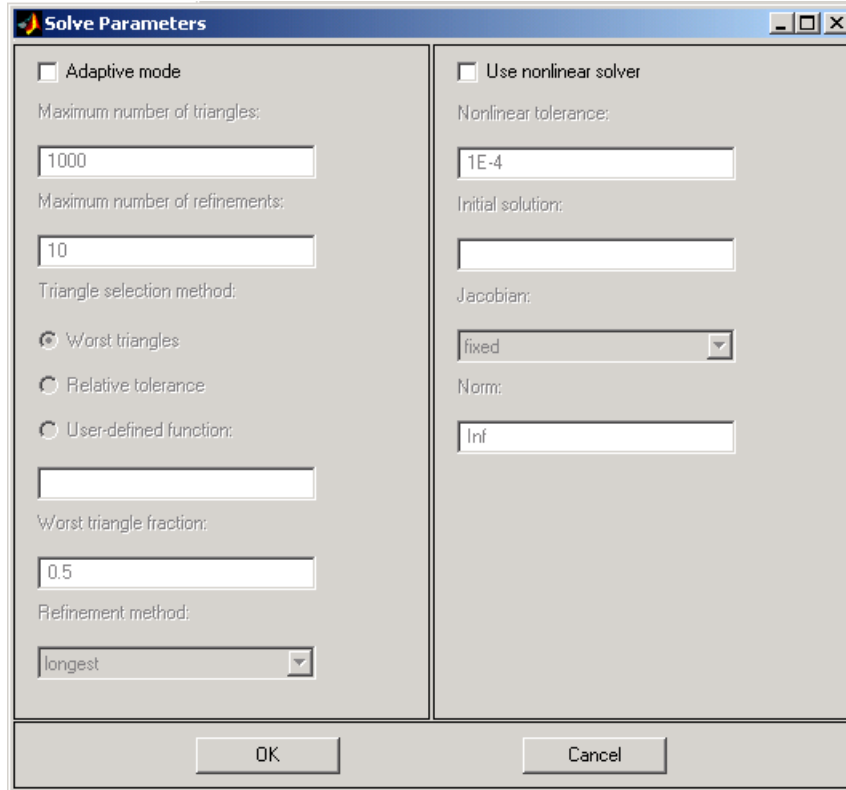 Solve Parameters
Adaptive mode
Maximum number of triangles:
1000
Maximum number of refinements:
10
Triangle selection method:
Worst triangles
Relative tolerance
User-defined function:
Worst triangle fraction:
0.5
Refinement method:
longest
Use nonlinear solver
Nonlinear tolerance:
1E-4
Initial solution:
Jacobian:
fixed
Norm:
Inf
OK
Cancel